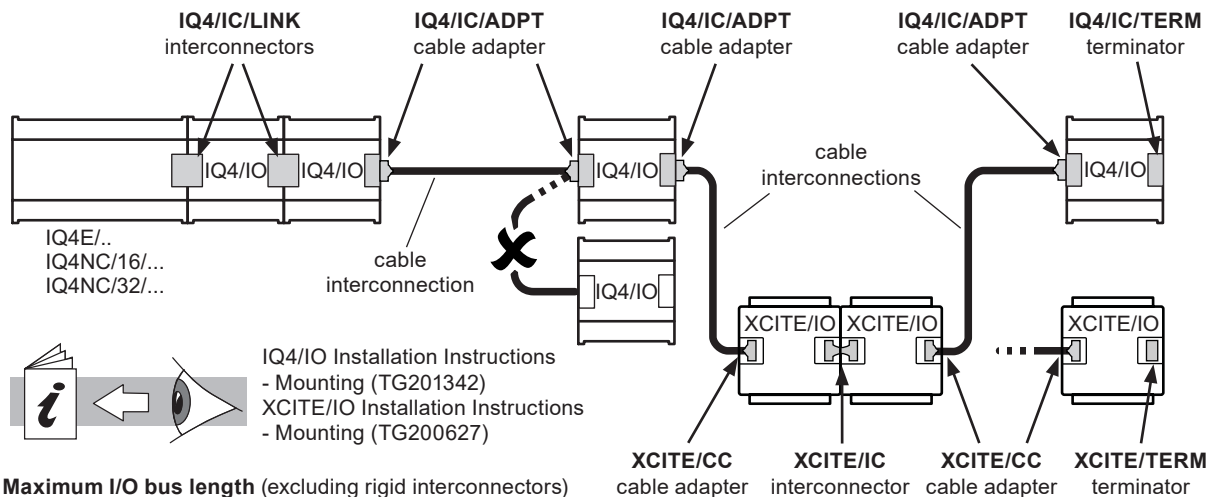 IQ4/IC/LINK
interconnectors
IQ4/IC/ADPT
cable adapter
IQ4/IC/ADPT
cable adapter
IQ4/IC/ADPT
cable adapter
IQ4/IC/TERM
terminator
IQ4/IO
IQ4/IO
IQ4/IO
IQ4/IO
cable
interconnections
IQ4E/..
IQ4NC/16/...
IQ4NC/32/...
cable
interconnection
IQ4/IO
XCITE/IO
XCITE/IO
XCITE/IO
i
IQ4/IO Installation Instructions
- Mounting (TG201342)
XCITE/IO Installation Instructions
- Mounting (TG200627)
XCITE/CC
cable adapter
XCITE/IC
interconnector
XCITE/CC
cable adapter
XCITE/TERM
terminator
Maximum I/O bus length (excluding rigid interconnectors)